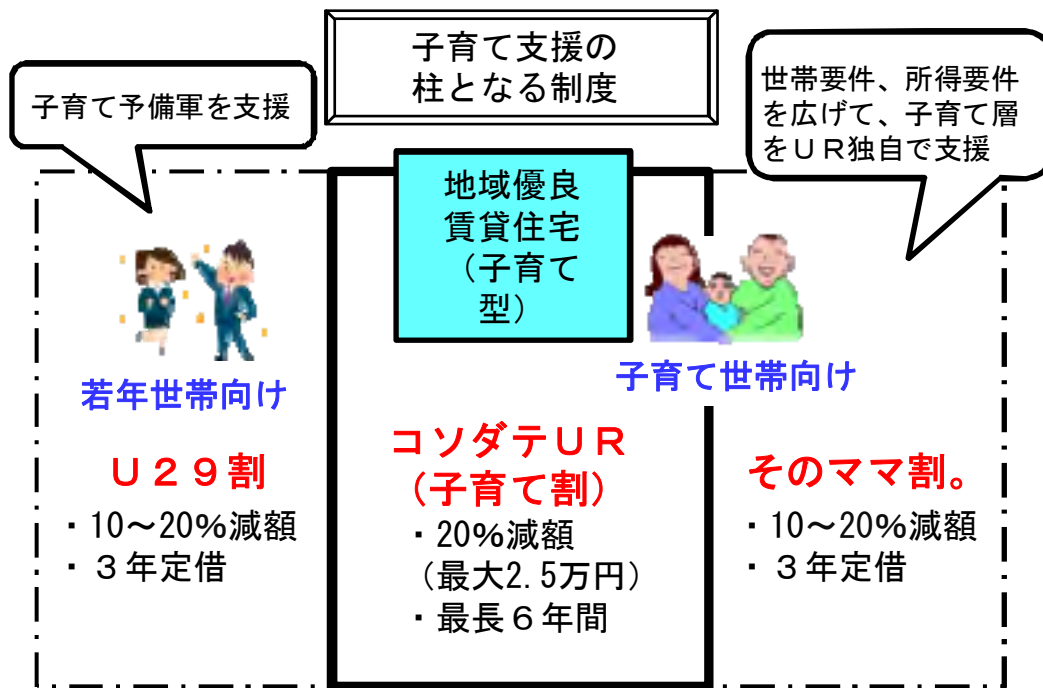 子育て支援の
柱となる制度
子育て予備軍を支援
世帯要件、所得要件
を広げて、子育て層
をＵＲ独自で支援
地域優良
賃貸住宅
（子育て
型）
若年世帯向け
子育て世帯向け
Ｕ２９割
・10～20%減額
・３年定借
コソダテＵＲ
（子育て割）
・20%減額
（最大2.5万円）
・最長６年間
そのママ割。
・10～20%減額
・３年定借